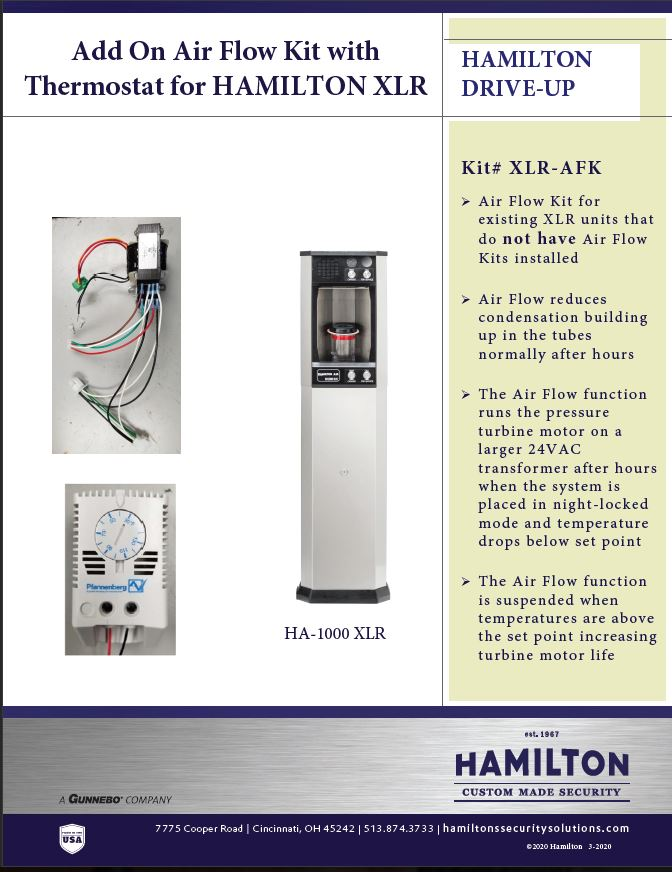 Add On Air Flow Kit with
Thermostat for HAMILTON XLR
HAMILTON
DRIVE-UP
Kit# XLR-AFK
➢ Air Flow Kit for
existing XLR units that
do not have Air Flow
Kits installed
➢ Air Flow reduces
condensation building
up in the tubes
normally after hours
➢ The Air Flow function
runs the pressure
turbine motor on a
larger 24VAC
transformer after hours
when the system is
placed in night-locked
mode and temperature
drops below set point
➢ The Air Flow function
is suspended when
temperatures are above
the set point increasing
turbine motor life
Pfannenberg
HAMILTON AIR
HA-1000 XLR
est. 1967
HAMILTON
CUSTOM MADE SECURITY
A GUNNEBO® COMPANY
USA
7775 Cooper Road | Cincinnati, OH 45242 | 513.874.3733 | hamiltonssecuritysolutions.com
©2020 Hamilton 3-2020